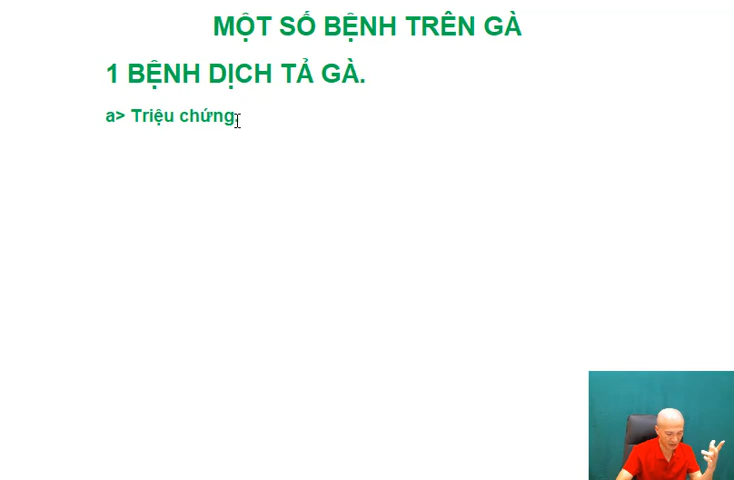 MỘT SỐ BỆNH TRÊN GÀ
1 BỆNH DỊCH TẢ GÀ.
a> Triệu chứng: